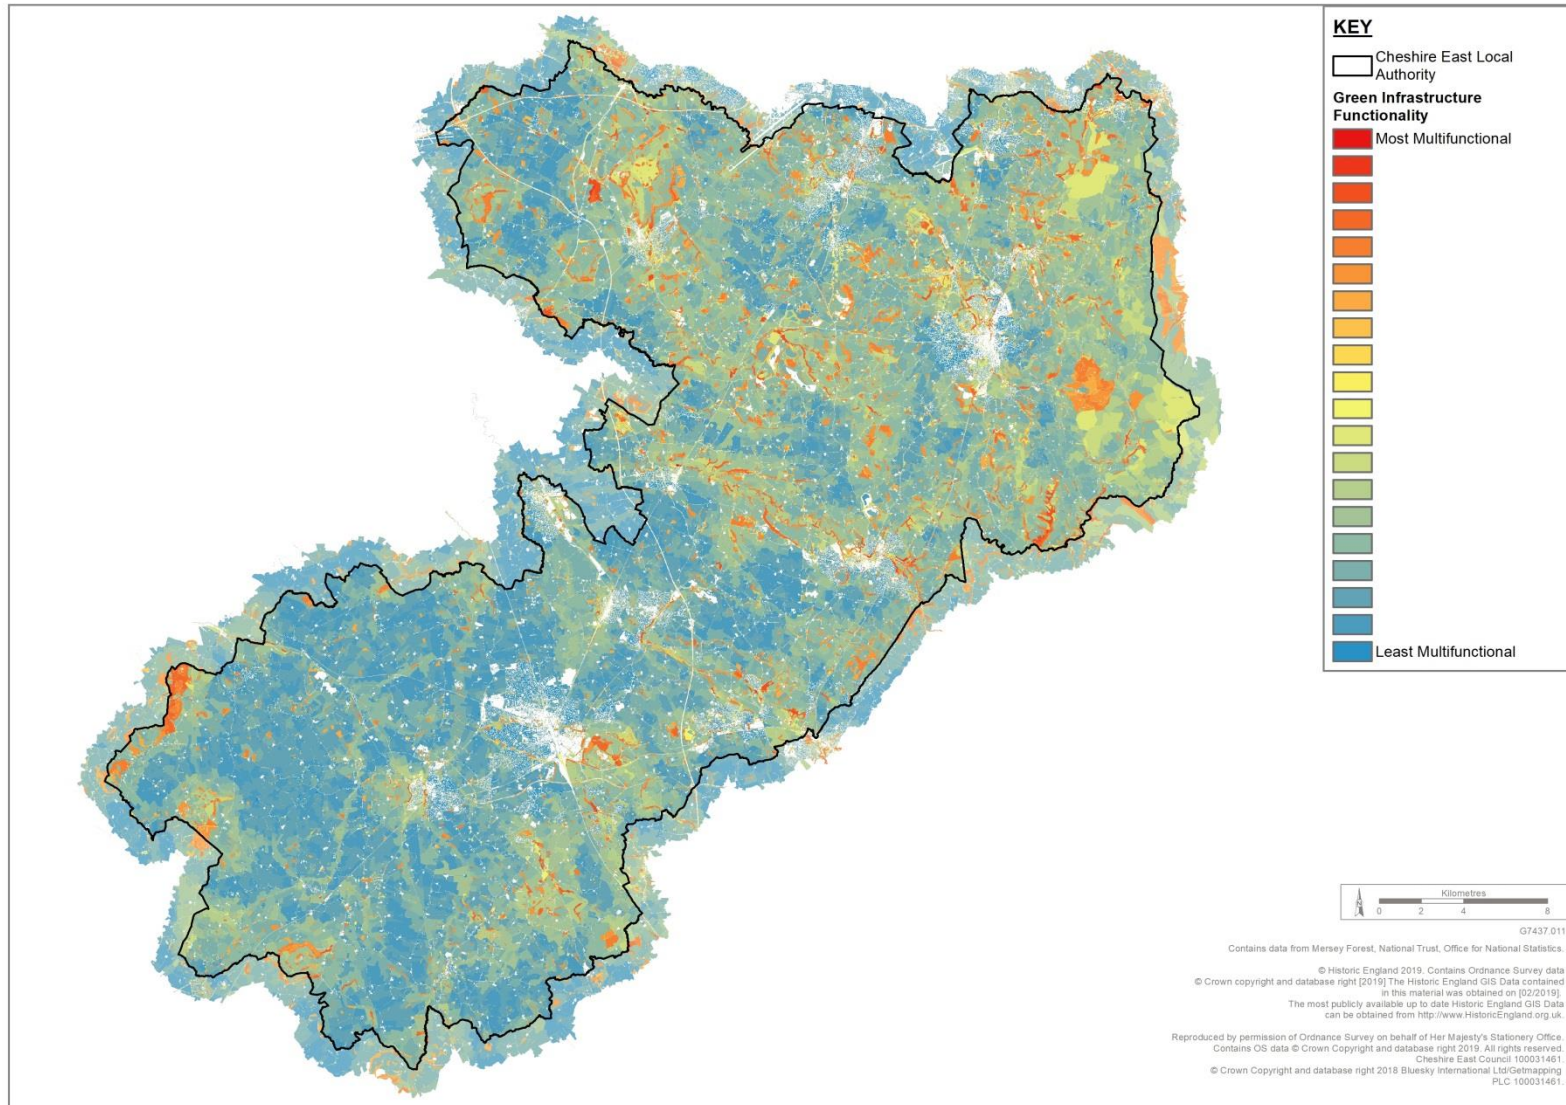 KEY
Cheshire East Local
Authority
Green Infrastructure
Functionality
Most Multifunctional
Least Multifunctional
Kilometres
0 2 4 8
G7437.011
Contains data from Mersey Forest, National Trust, Office for National Statistics.
© Historic England 2019. Contains Ordnance Survey data
© Crown copyright and database right [2019] The Historic England GIS Data contained
in this material was obtained on [02/2019].
The most publicly available up to date Historic England GIS Data
can be obtained from http://www.HistoricEngland.org.uk.
Reproduced by permission of Ordnance Survey on behalf of Her Majesty's Stationery Office.
Contains OS data © Crown Copyright and database right 2019. All rights reserved.
Cheshire East Council 100031461.
© Crown Copyright and database right 2018 Bluesky International Ltd/Getmapping
PLC 100031461.